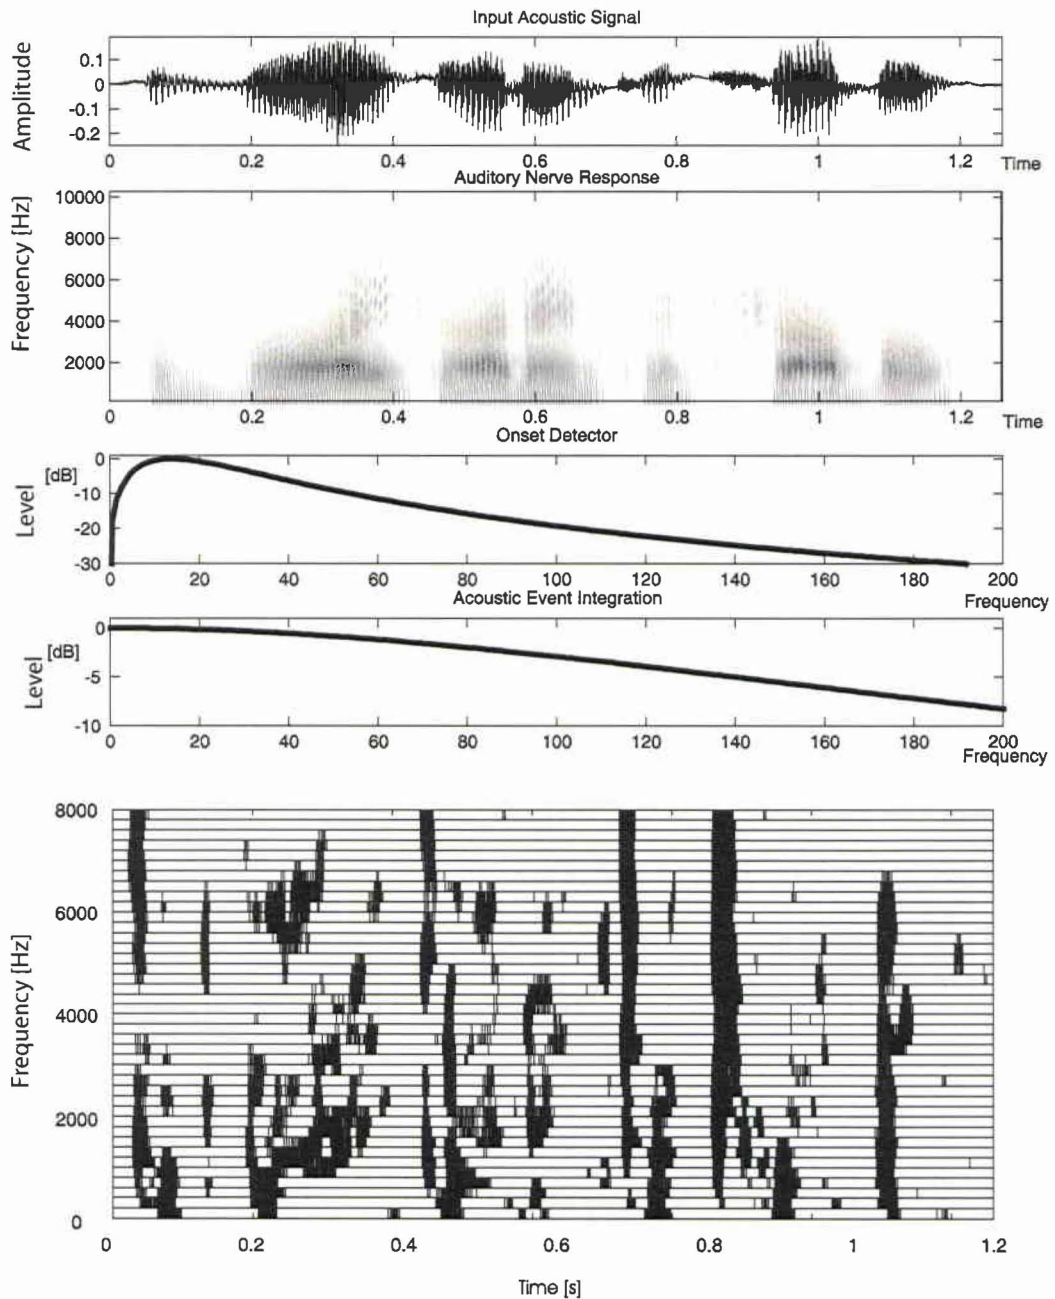 Input Acoustic Signal
Amplitude
0.1
0
-0.1
-0.2
0 0.2 0.4 0.6 0.8 1 1.2 Time
Auditory Nerve Response
Frequency [Hz]
10000
8000
6000
4000
2000
0 0.2 0.4 0.6 0.8 1 1.2 Time
Onset Detector
Level [dB]
0
-10
-20
-30
0 20 40 60 80 100 120 140 160 180 200
Frequency
Acoustic Event Integration
Level [dB]
0
-5
-10
0 20 40 60 80 100 120 140 160 180 200
Frequency
Frequency [Hz]
8000
6000
4000
2000
0
0 0.2 0.4 0.6 0.8 1 1.2
Time [s]